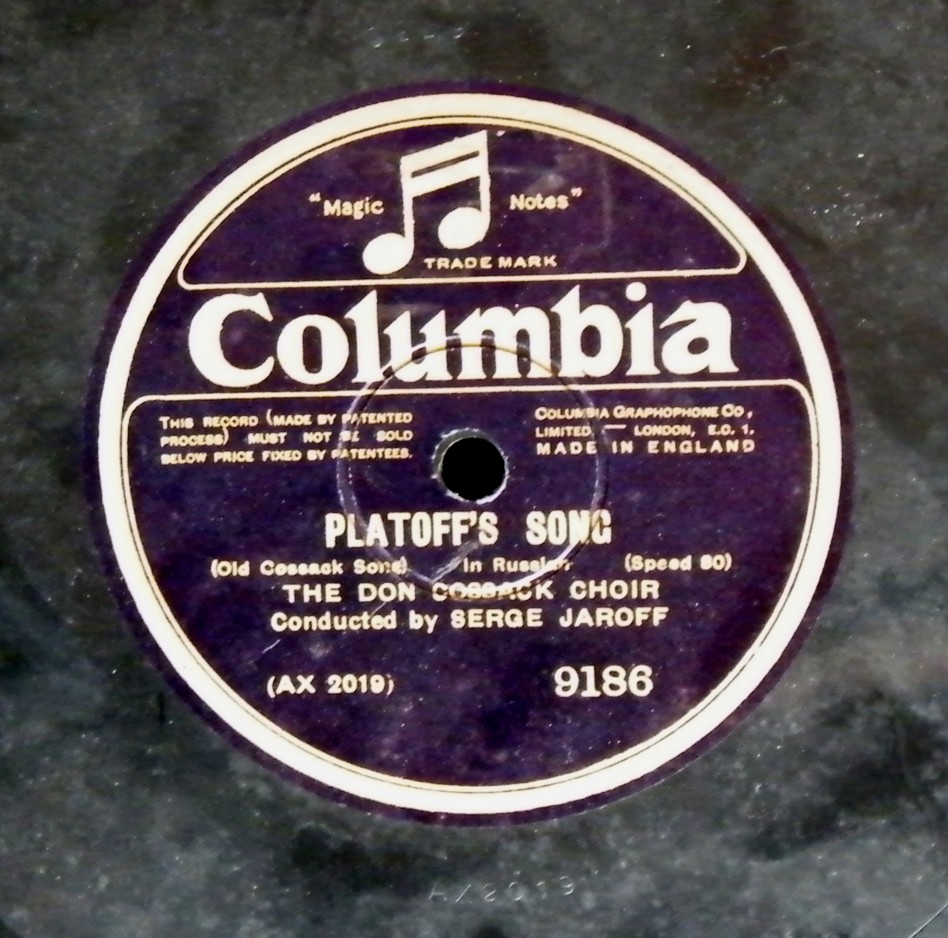 "Magic Notes"
TRADE MARK
Columbia
THIS RECORD (MADE BY PATENTED
PROCESS) MUST NOT BE SOLD
BELOW PRICE FIXED BY PATENTEES.
COLUMBIA GRAPHOPHONE CO,
LIMITED — LONDON, E.C. 1.
MADE IN ENGLAND
PLATOFF'S SONG
(Old Cossack Song) In Russian (Speed 80)
THE DON COSSACK CHOIR
Conducted by SERGE JAROFF
(AX 2019) 9186
AX2019